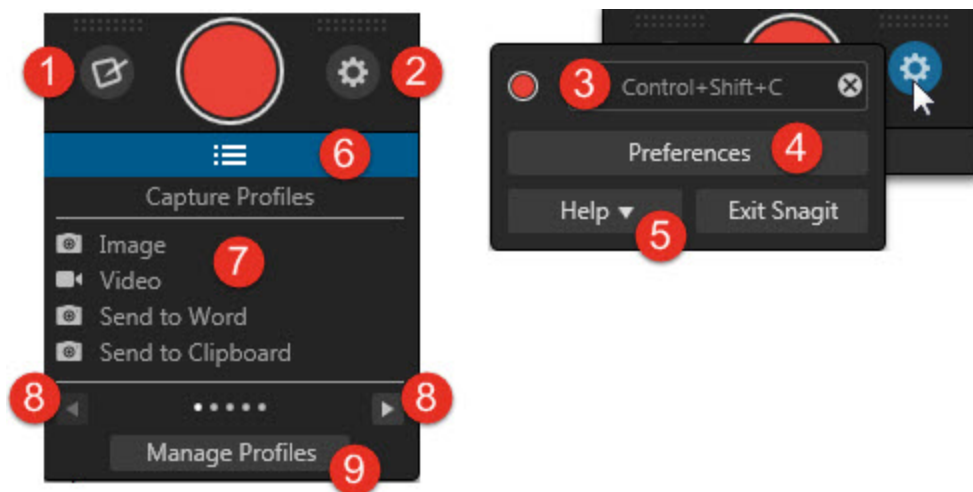 1
2
6
Capture Profiles
Image
7
Video
Send to Word
Send to Clipboard
8
8
Manage Profiles
9
3
Control+Shift+C
Preferences
4
Help
Exit Snagit
5